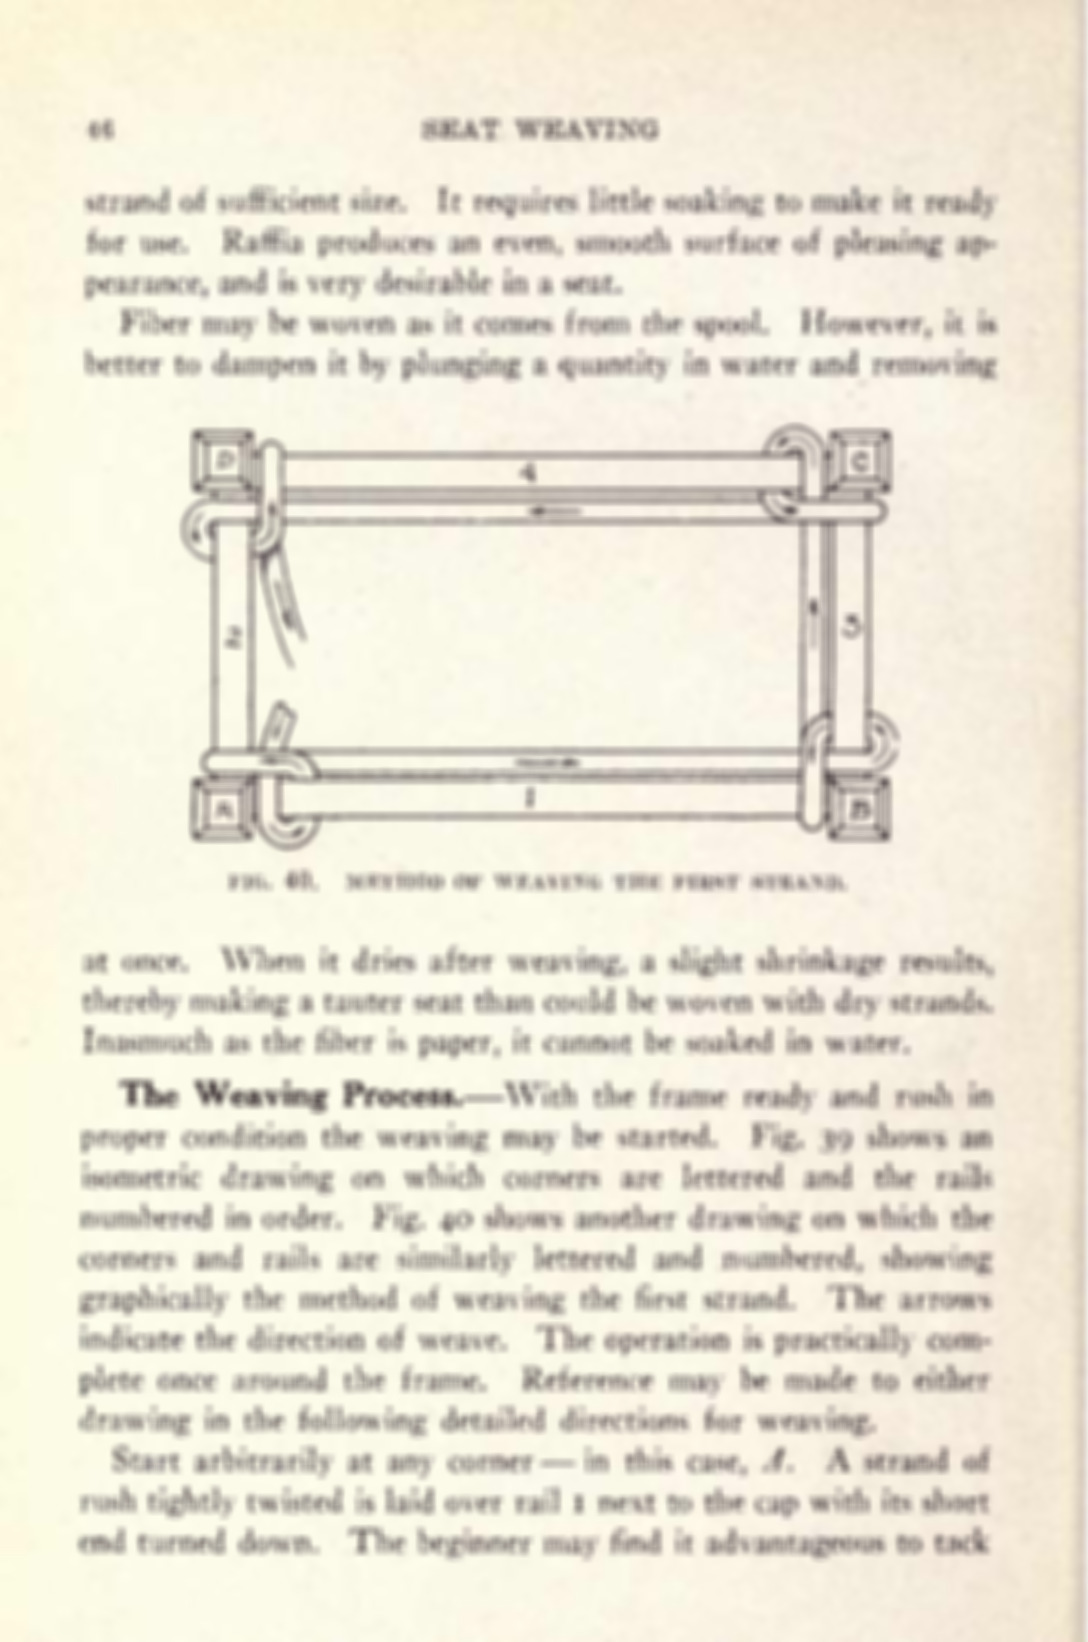 46 SEAT WEAVING
strand of sufficient size. It requires little soaking to make it ready
for use. Raffia produces an even, smooth surface of pleasing ap-
pearance, and is very desirable in a seat.
Fiber may be woven as it comes from the spool. However, it is
better to dampen it by plunging a quantity in water and removing
D
4
C
2
3
A
1
B
FIG. 40. METHOD OF WEAVING THE FIRST STRAND.
at once. When it dries after weaving, a slight shrinkage results,
thereby making a tauter seat than could be woven with dry strands.
Inasmuch as the fiber is paper, it cannot be soaked in water.
The Weaving Process.—With the frame ready and rush in
proper condition the weaving may be started. Fig. 39 shows an
isometric drawing on which corners are lettered and the rails
numbered in order. Fig. 40 shows another drawing on which the
corners and rails are similarly lettered and numbered, showing
graphically the method of weaving the first strand. The arrows
indicate the direction of weave. The operation is practically com-
plete once around the frame. Reference may be made to either
drawing in the following detailed directions for weaving.
Start arbitrarily at any corner — in this case, A. A strand of
rush tightly twisted is laid over rail 1 next to the cap with its short
end turned down. The beginner may find it advantageous to tack